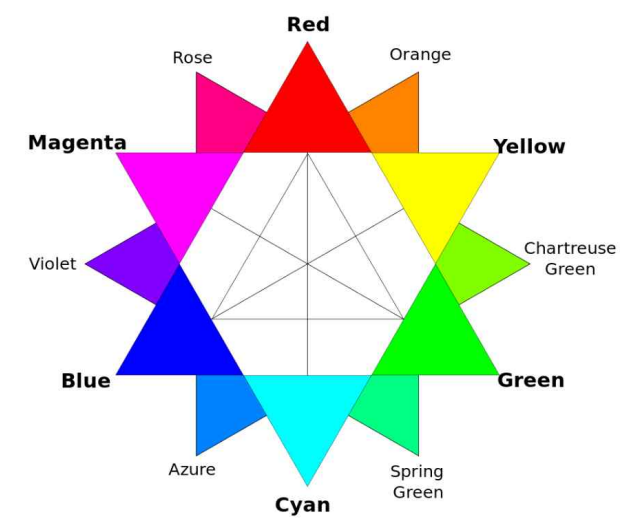 Red
Rose
Orange
Magenta
Yellow
Violet
Chartreuse
Green
Blue
Green
Azure
Spring
Green
Cyan